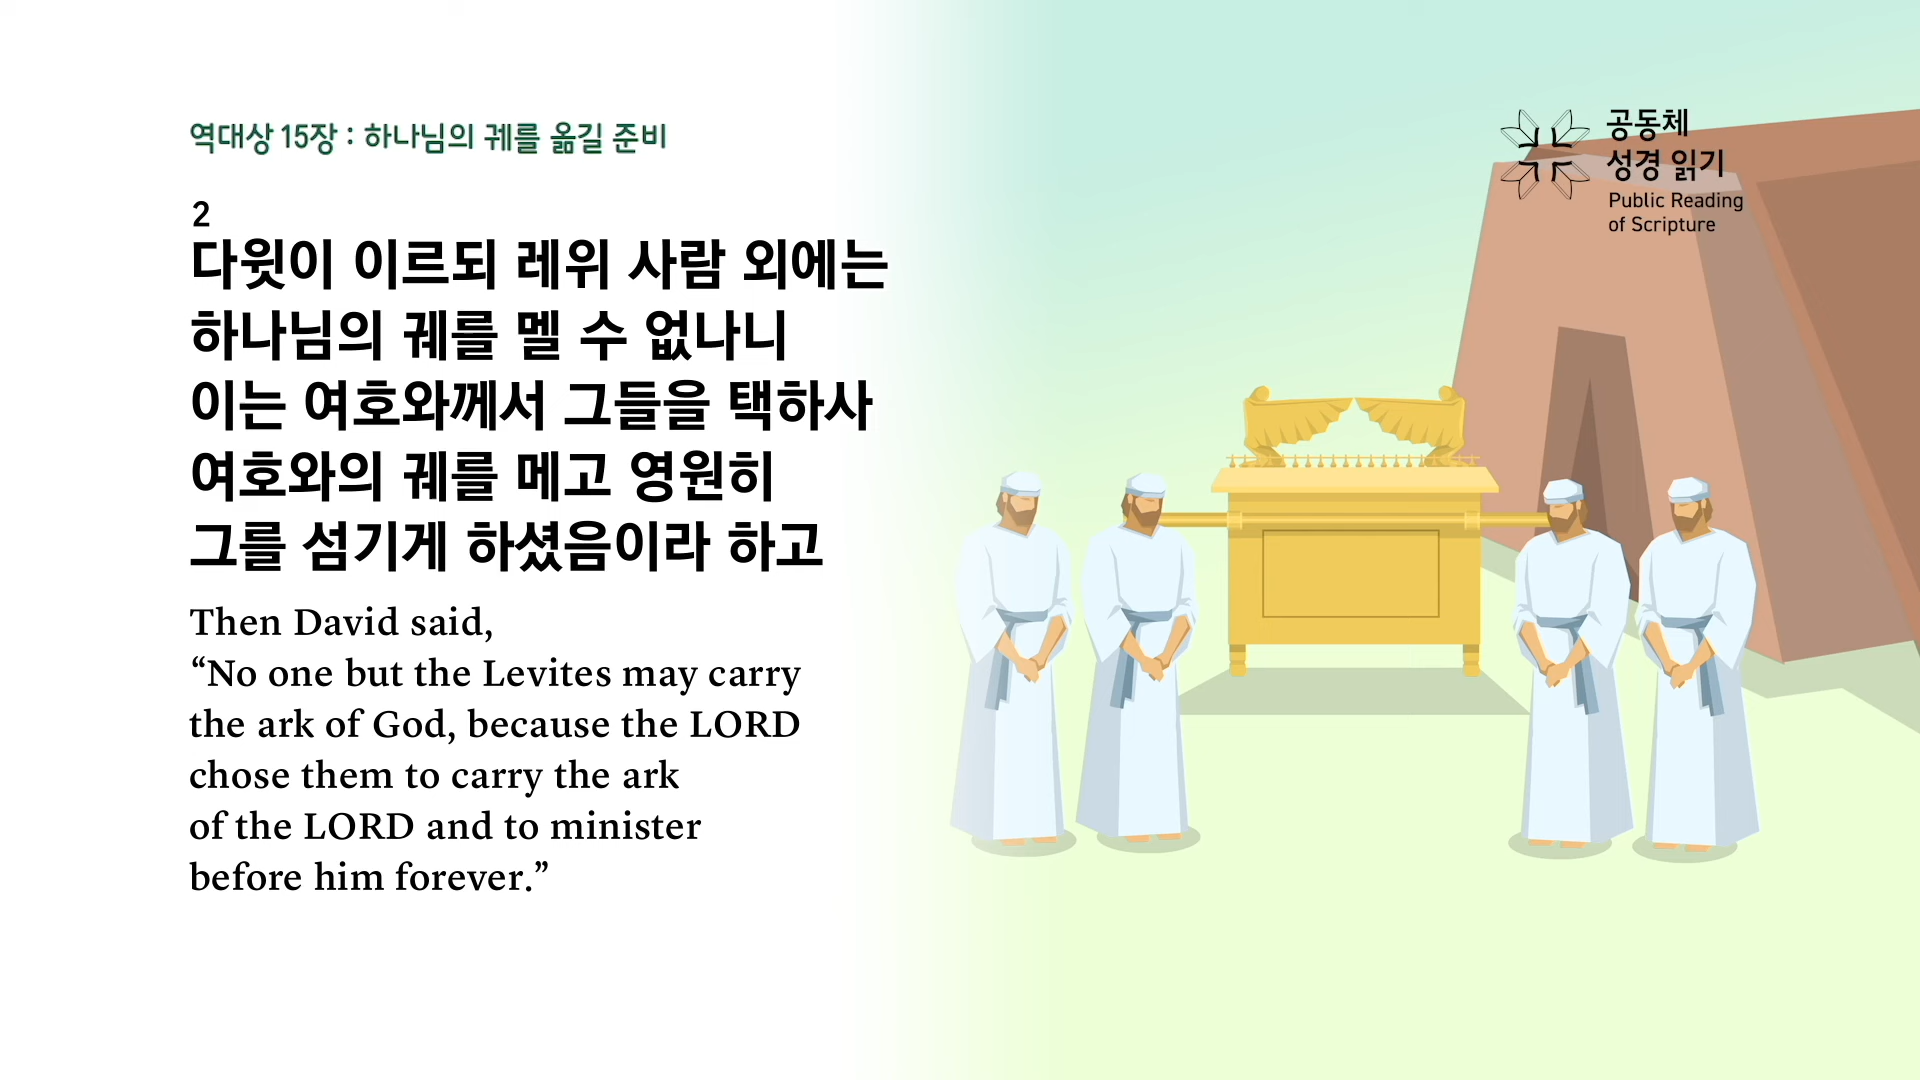 역대상 15장 : 하나님의 궤를 옮길 준비
2
다윗이 이르되 레위 사람 외에는
하나님의 궤를 멜 수 없나니
이는 여호와께서 그들을 택하사
여호와의 궤를 메고 영원히
그를 섬기게 하셨음이라 하고
Then David said,
“No one but the Levites may carry
the ark of God, because the LORD
chose them to carry the ark
of the LORD and to minister
before him forever.”
공동체
성경 읽기
Public Reading
of Scripture